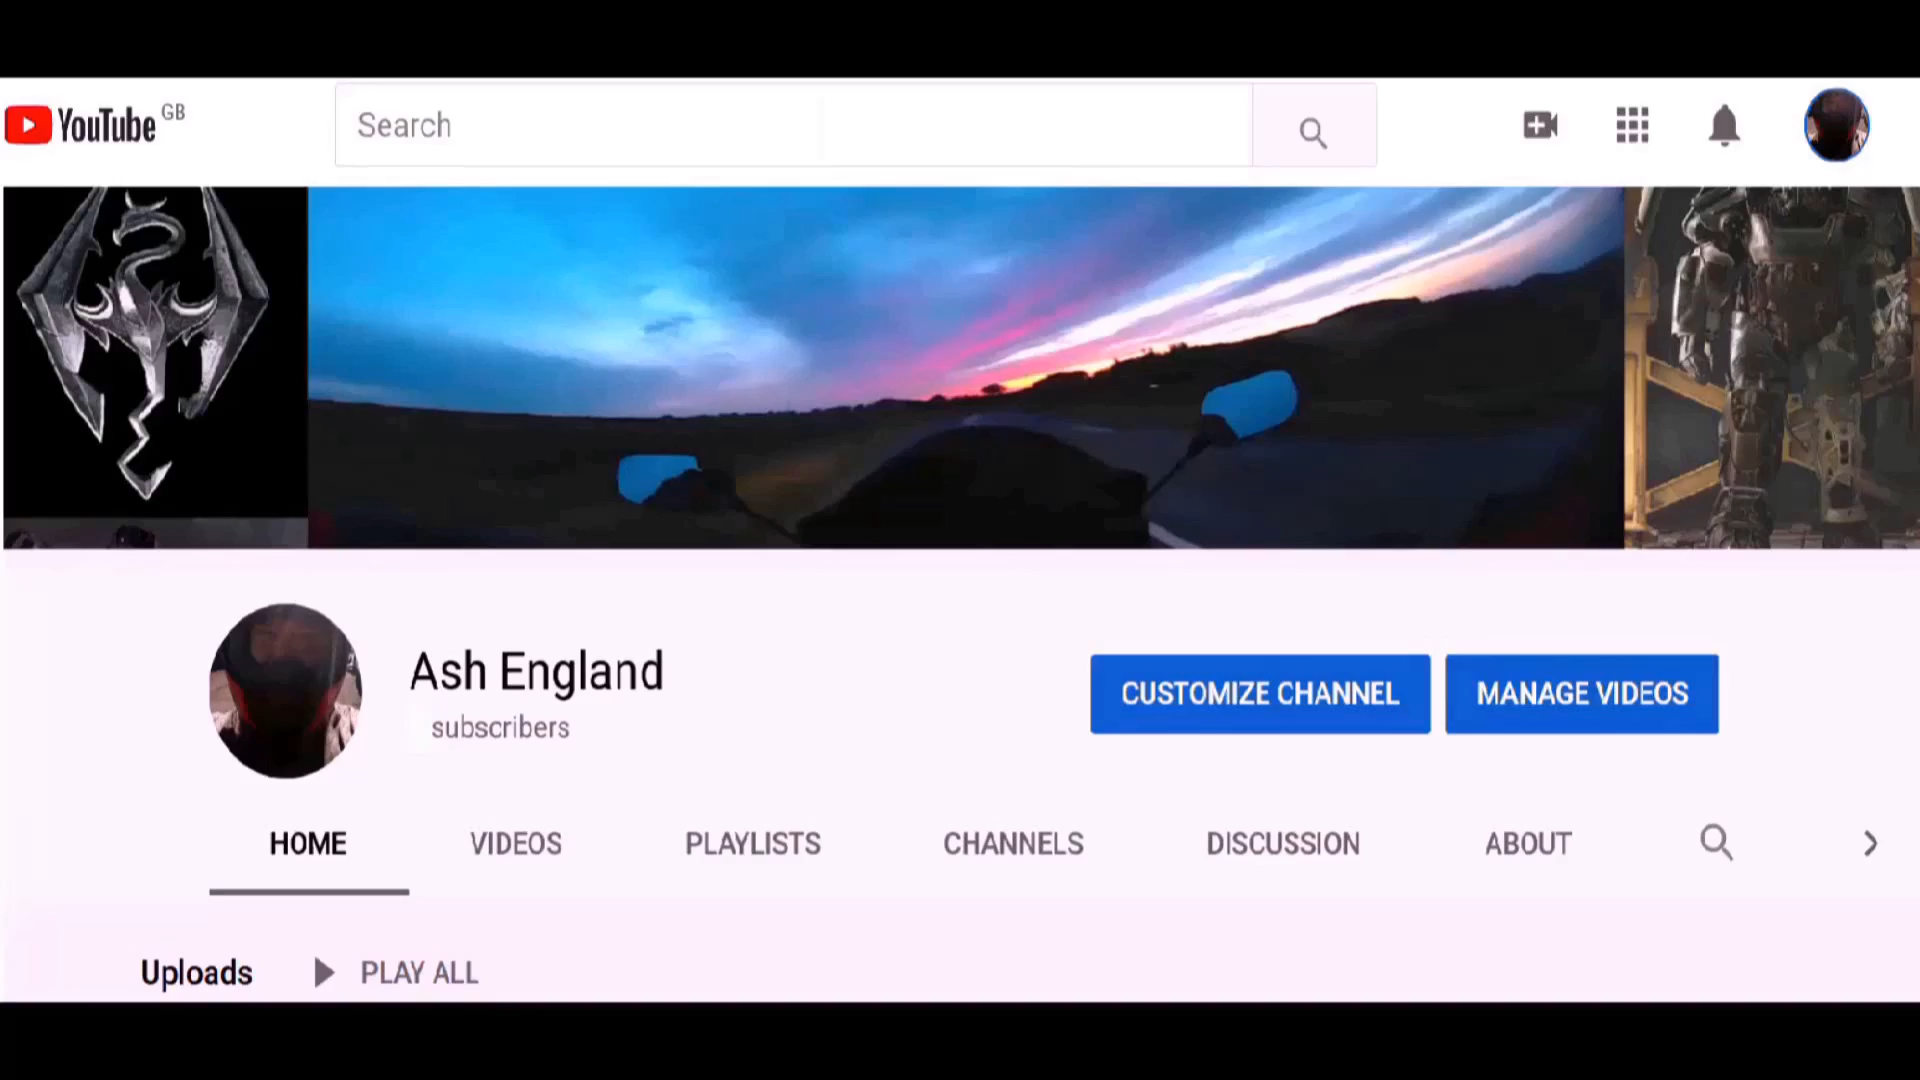 YouTube GB
Search
Ash England
subscribers
CUSTOMIZE CHANNEL
MANAGE VIDEOS
HOME
VIDEOS
PLAYLISTS
CHANNELS
DISCUSSION
ABOUT
Uploads
PLAY ALL